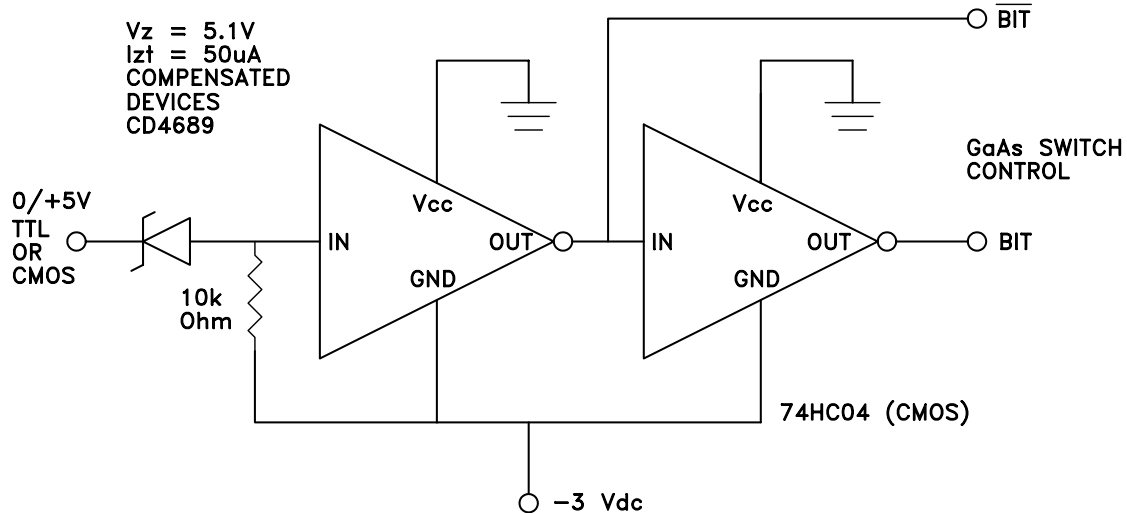 Vz = 5.1V
Izt = 50uA
COMPENSATED
DEVICES
CD4689
BIT
GaAs SWITCH
CONTROL
0/+5V
TTL
OR
CMOS
Vcc
IN
OUT
GND
Vcc
IN
OUT
GND
BIT
10k
Ohm
74HC04 (CMOS)
-3 Vdc